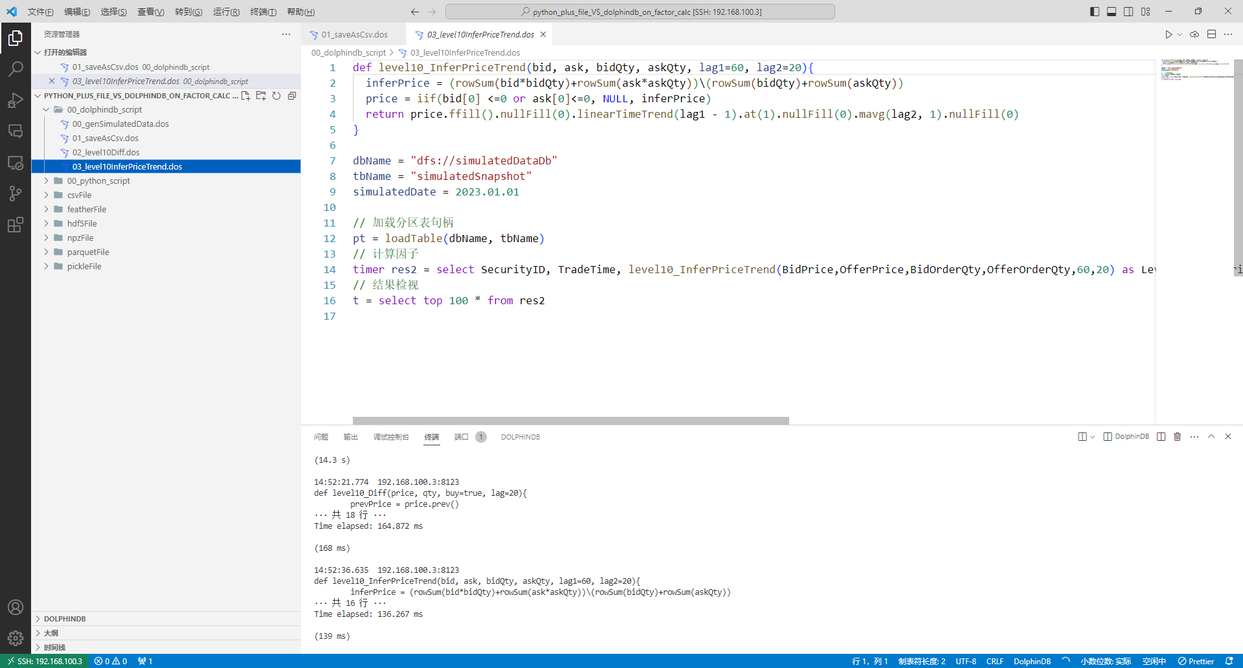 文件(F) 编辑(E) 选择(S) 查看(V) 转到(G) 运行(R) 终端(T) 帮助(H)
python_plus_file_VS_dolphindb_on_factor_calc [SSH: 192.168.100.3]
资源管理器
打开的编辑器
01_saveAsCsv.dos 00_dolphindb_script
03_level10InferPriceTrend.dos 00_dolphindb_script
PYTHON_PLUS_FILE_VS_DOLPHINDB_ON_FACTOR_CALC ...
00_dolphindb_script
00_genSimulatedData.dos
01_saveAsCsv.dos
02_level10Diff.dos
03_level10InferPriceTrend.dos
00_python_script
csvFile
featherFile
hdf5File
npzFile
parquetFile
pickleFile
DOLPHINDB
大纲
时间线
01_saveAsCsv.dos
03_level10InferPriceTrend.dos
00_dolphindb_script > 03_level10InferPriceTrend.dos
1 def level10_InferPriceTrend(bid, ask, bidQty, askQty, lag1=60, lag2=20){
2 inferPrice = (rowSum(bid*bidQty)+rowSum(ask*askQty))\(rowSum(bidQty)+rowSum(askQty))
3 price = iif(bid[0] <=0 or ask[0]<=0, NULL, inferPrice)
4 return price.ffill().nullFill(0).linearTimeTrend(lag1 - 1).at(1).nullFill(0).mavg(lag2, 1).nullFill(0)
5 }
6
7 dbName = "dfs://simulatedDataDb"
8 tbName = "simulatedSnapshot"
9 simulatedDate = 2023.01.01
10
11 // 加载分区表句柄
12 pt = loadTable(dbName, tbName)
13 // 计算因子
14 timer res2 = select SecurityID, TradeTime, level10_InferPriceTrend(BidPrice,OfferPrice,BidOrderQty,OfferOrderQty,60,20) as Lev
15 // 结果检视
16 t = select top 100 * from res2
17
问题 输出 调试控制台 终端 端口 1 DOLPHINDB
DolphinDB
(14.3 s)
14:52:21.774 192.168.100.3:8123
def level10_Diff(price, qty, buy=true, lag=20){
prevPrice = price.prev()
··· 共 18 行 ···
Time elapsed: 164.872 ms
(168 ms)
14:52:36.635 192.168.100.3:8123
def level10_InferPriceTrend(bid, ask, bidQty, askQty, lag1=60, lag2=20){
inferPrice = (rowSum(bid*bidQty)+rowSum(ask*askQty))\(rowSum(bidQty)+rowSum(askQty))
··· 共 16 行 ···
Time elapsed: 136.267 ms
(139 ms)
SSH: 192.168.100.3 0 0 1 行 1，列 1 制表符长度: 2 UTF-8 CRLF DolphinDB 小数位数: 实际 空闲中 Prettier